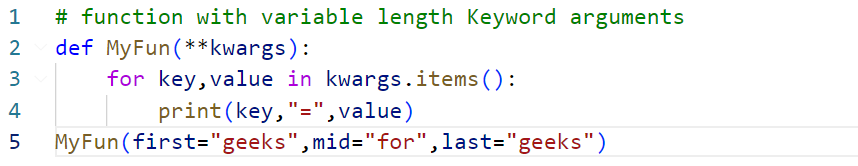 1 # function with variable length Keyword arguments
2 def MyFun(**kwargs):
3     for key,value in kwargs.items():
4         print(key,"=",value)
5 MyFun(first="geeks",mid="for",last="geeks")